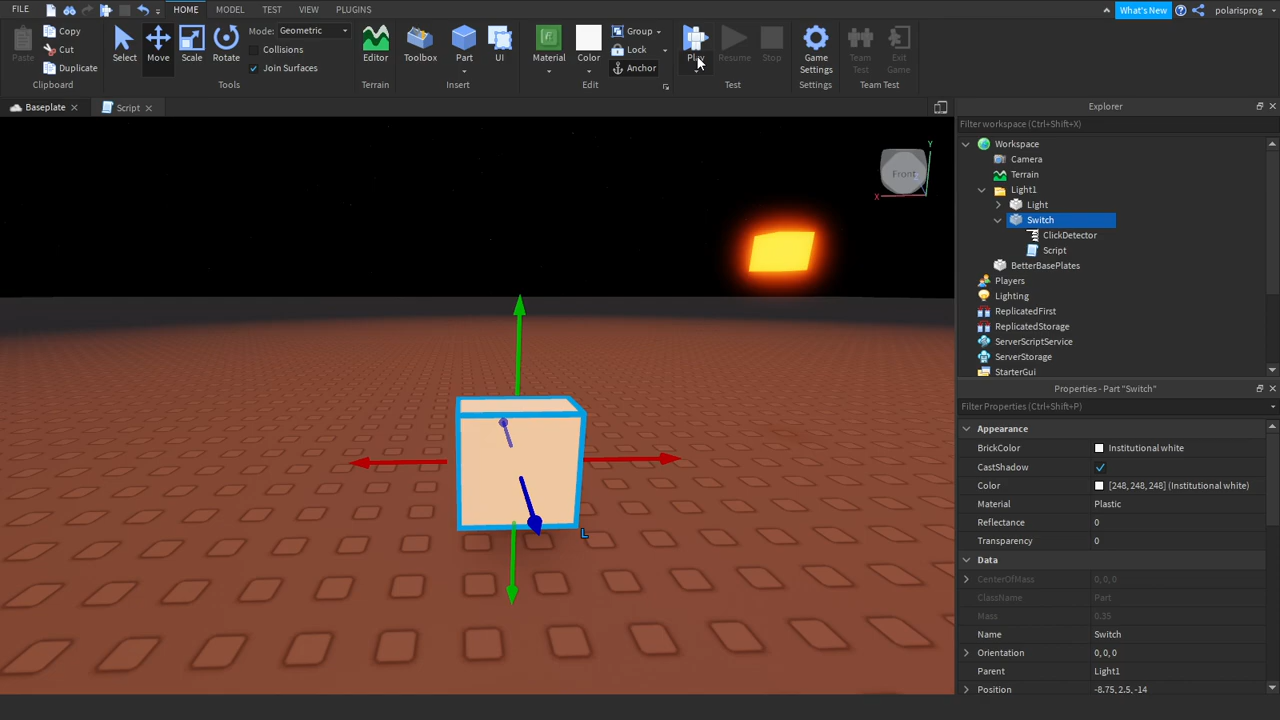 FILE HOME MODEL TEST VIEW PLUGINS What's New polarisprog
Paste Copy Cut Duplicate Select Move Scale Rotate Mode: Geometric Collisions Join Surfaces Editor Toolbox Part UI Material Color Group Lock Anchor Play Resume Stop Game Settings Team Test Exit Game
Clipboard Tools Terrain Insert Edit Test Settings Team Test
Baseplate Script
Explorer
Filter workspace (Ctrl+Shift+X)
Workspace
Camera
Terrain
Light1
Light
Switch
ClickDetector
Script
BetterBasePlates
Players
Lighting
ReplicatedFirst
ReplicatedStorage
ServerScriptService
ServerStorage
StarterGui
Y
Front
X
L
Properties - Part "Switch"
Filter Properties (Ctrl+Shift+P)
Appearance
BrickColor Institutional white
CastShadow
Color [248, 248, 248] (Institutional white)
Material Plastic
Reflectance 0
Transparency 0
Data
CenterOfMass 0, 0, 0
ClassName Part
Mass 0.35
Name Switch
Orientation 0, 0, 0
Parent Light1
Position -8.75, 2.5, -14